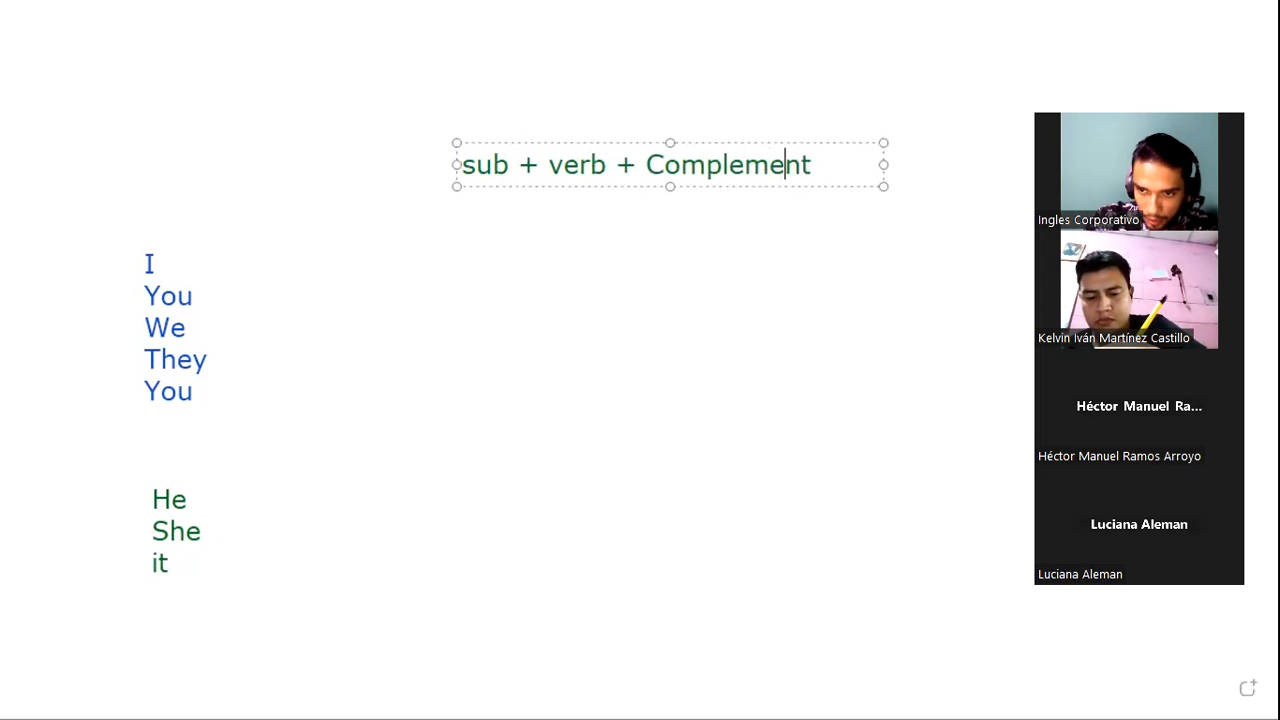 sub + verb + Complement
I
You
We
They
You
He
She
it
Ingles Corporativo
Kelvin Iván Martínez Castillo
Héctor Manuel Ra...
Héctor Manuel Ramos Arroyo
Luciana Aleman
Luciana Aleman